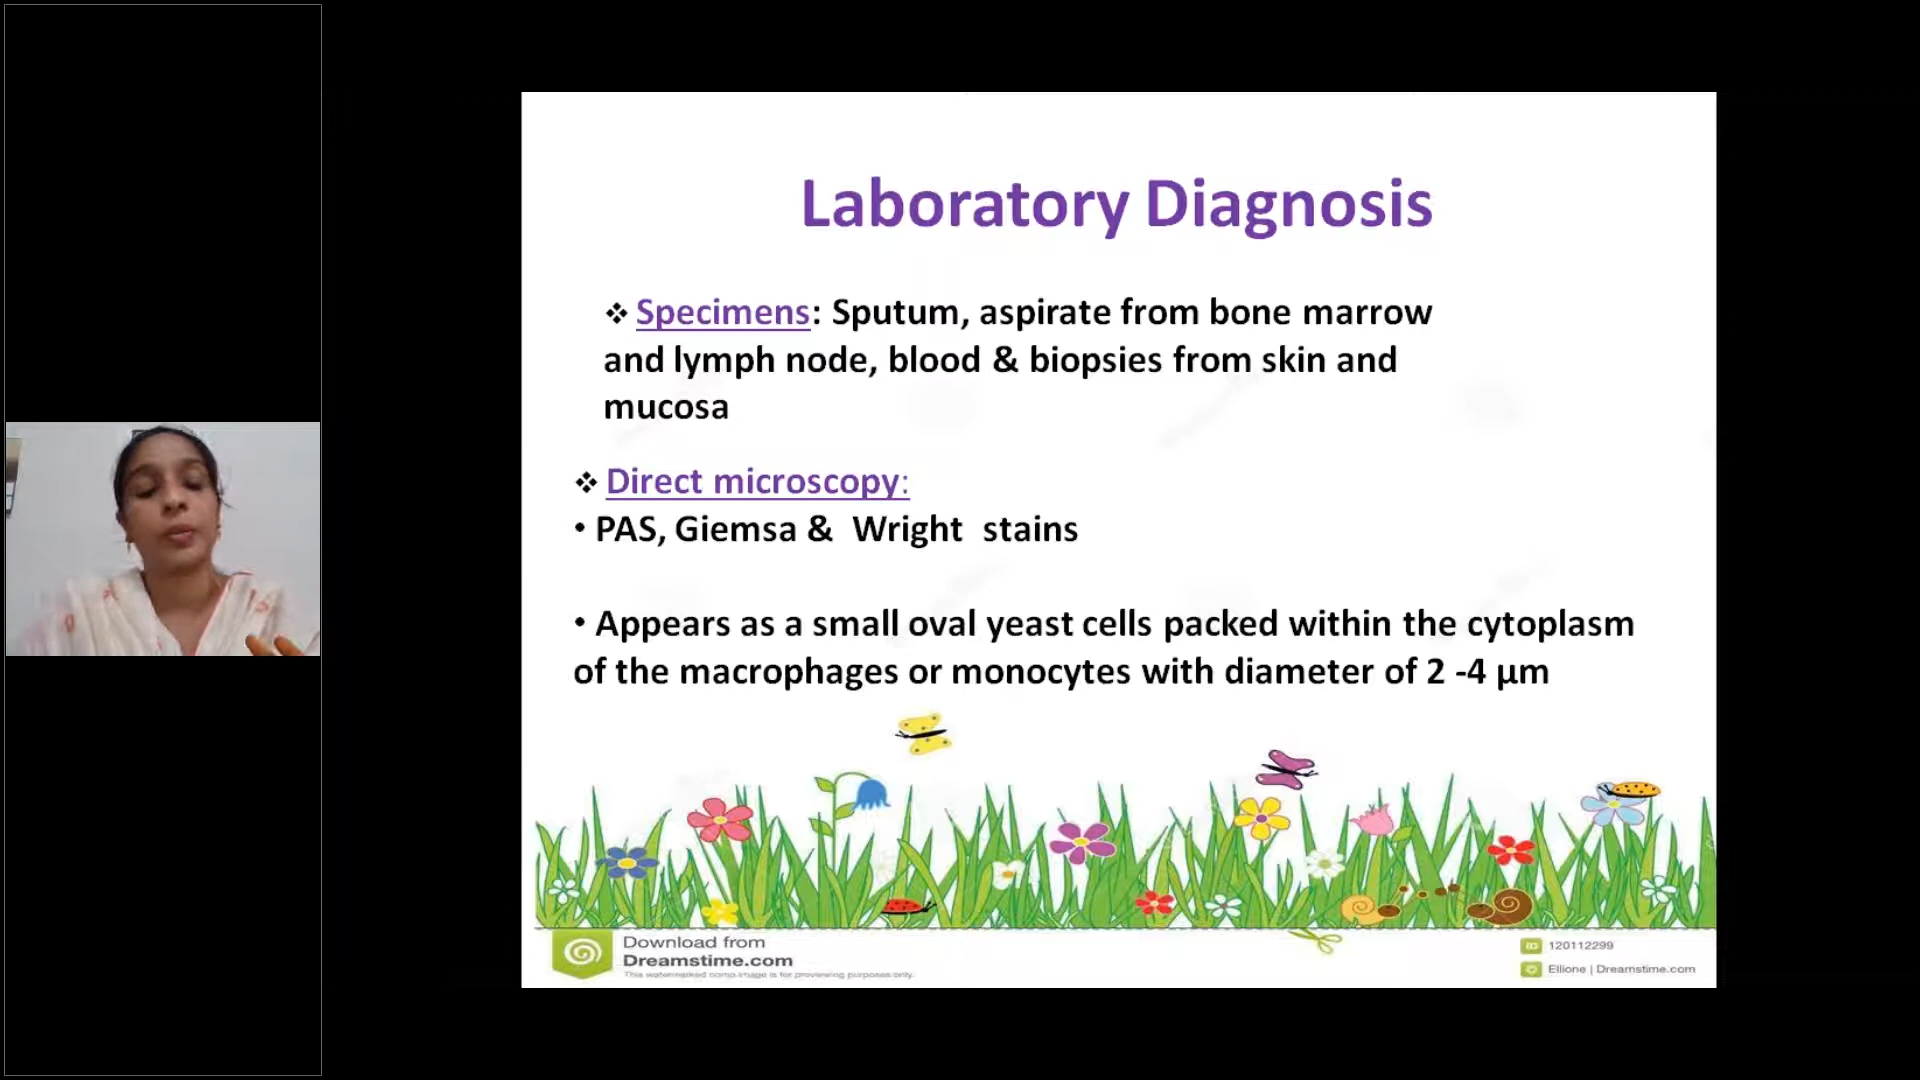 Laboratory Diagnosis
❖ Specimens: Sputum, aspirate from bone marrow
and lymph node, blood & biopsies from skin and
mucosa
❖ Direct microscopy:
• PAS, Giemsa & Wright stains
• Appears as a small oval yeast cells packed within the cytoplasm
of the macrophages or monocytes with diameter of 2 -4 µm
Download from
Dreamstime.com
This watermarked comp image is for previewing purposes only.
ID 120112299
Ellione | Dreamstime.com